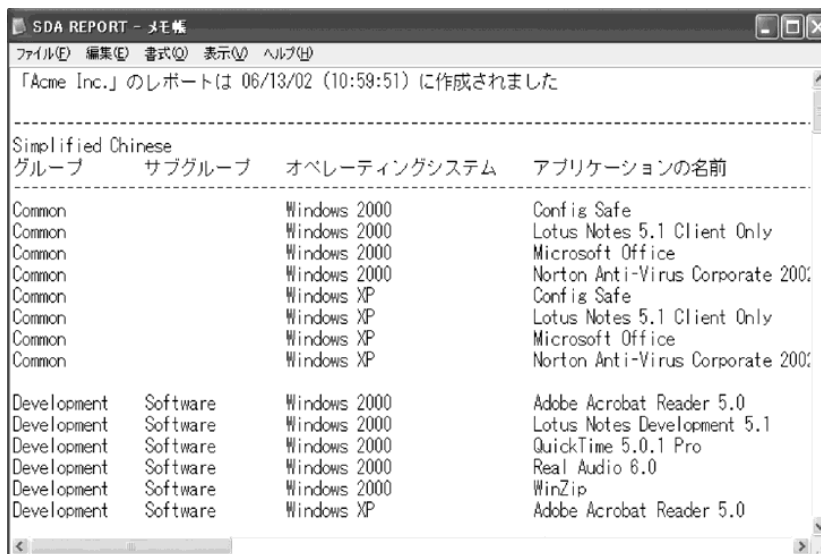 SDA REPORT - メモ帳
ファイル(F) 編集(E) 書式(O) 表示(V) ヘルプ(H)
「Acme Inc.」のレポートは 06/13/02 (10:59:51) に作成されました
Simplified Chinese
グループ サブグループ オペレーティングシステム アプリケーションの名前
Common Windows 2000 Config Safe
Common Windows 2000 Lotus Notes 5.1 Client Only
Common Windows 2000 Microsoft Office
Common Windows 2000 Norton Anti-Virus Corporate 2002
Common Windows XP Config Safe
Common Windows XP Lotus Notes 5.1 Client Only
Common Windows XP Microsoft Office
Common Windows XP Norton Anti-Virus Corporate 2002
Development Software Windows 2000 Adobe Acrobat Reader 5.0
Development Software Windows 2000 Lotus Notes Development 5.1
Development Software Windows 2000 QuickTime 5.0.1 Pro
Development Software Windows 2000 Real Audio 6.0
Development Software Windows 2000 WinZip
Development Software Windows XP Adobe Acrobat Reader 5.0